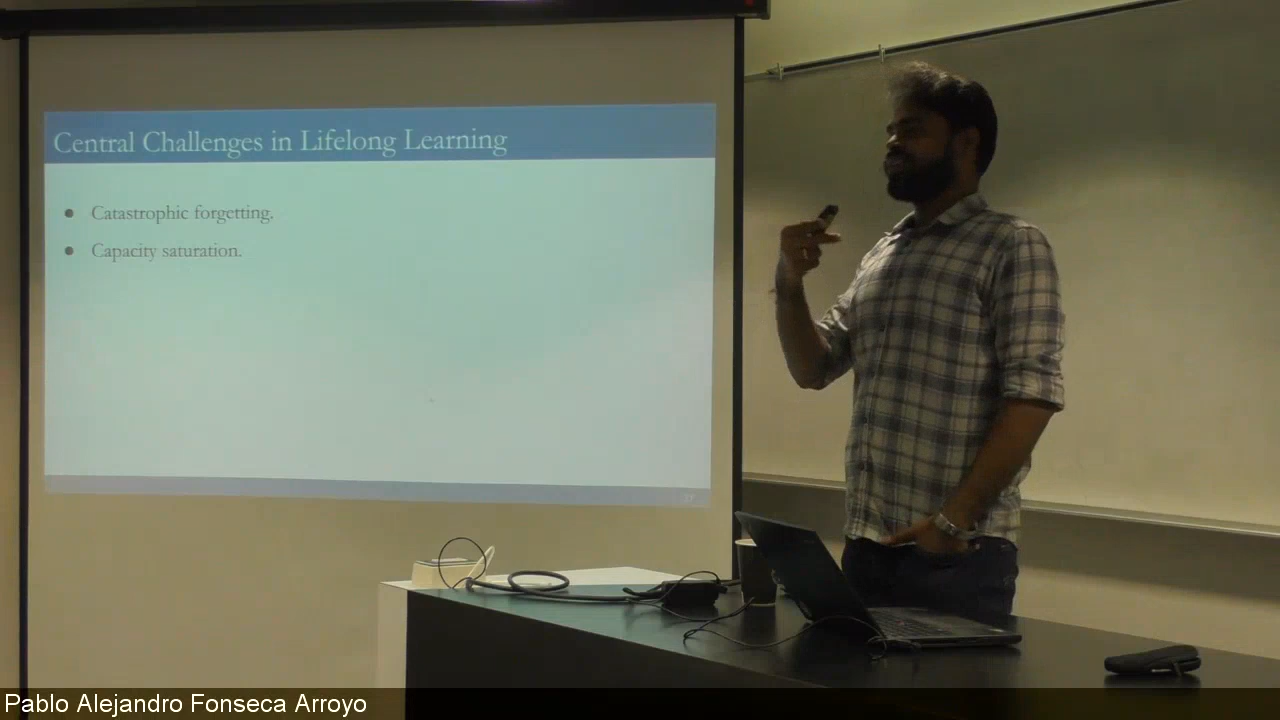 Central Challenges in Lifelong Learning
● Catastrophic forgetting.
● Capacity saturation.
Pablo Alejandro Fonseca Arroyo